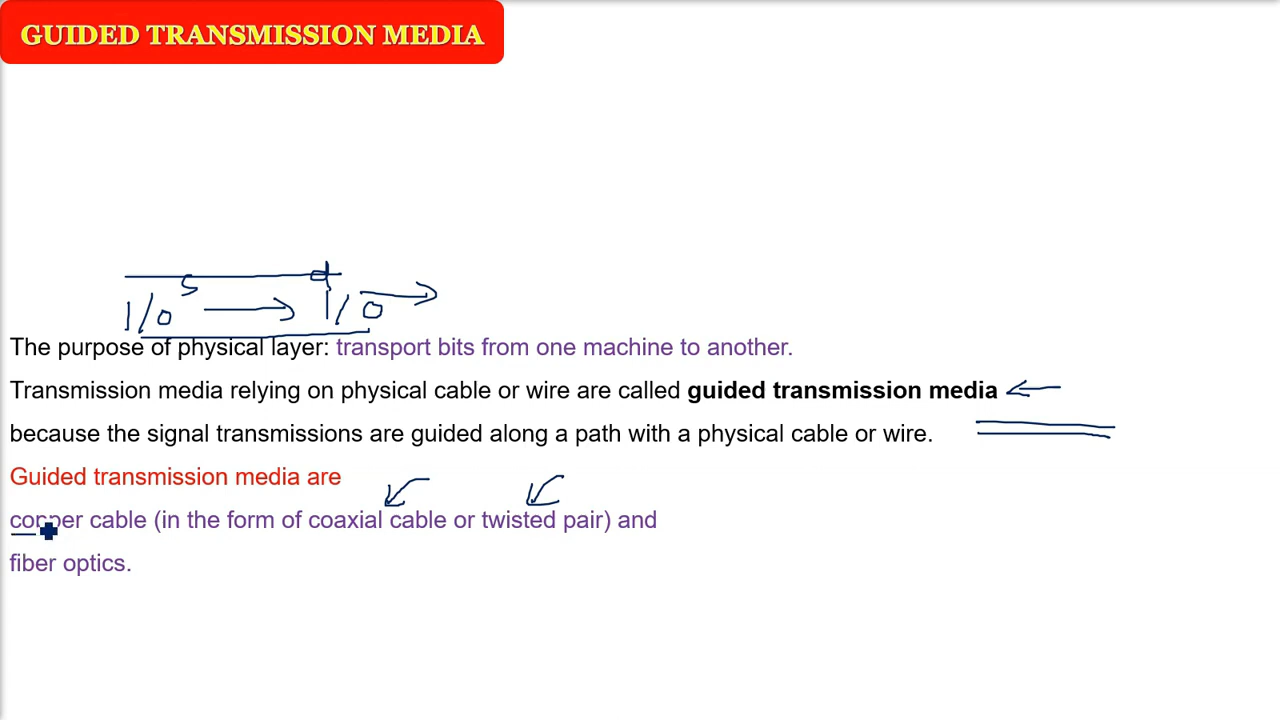 GUIDED TRANSMISSION MEDIA
s d
1/0 1/0
The purpose of physical layer: transport bits from one machine to another.
Transmission media relying on physical cable or wire are called guided transmission media
because the signal transmissions are guided along a path with a physical cable or wire.
Guided transmission media are
copper cable (in the form of coaxial cable or twisted pair) and
fiber optics.